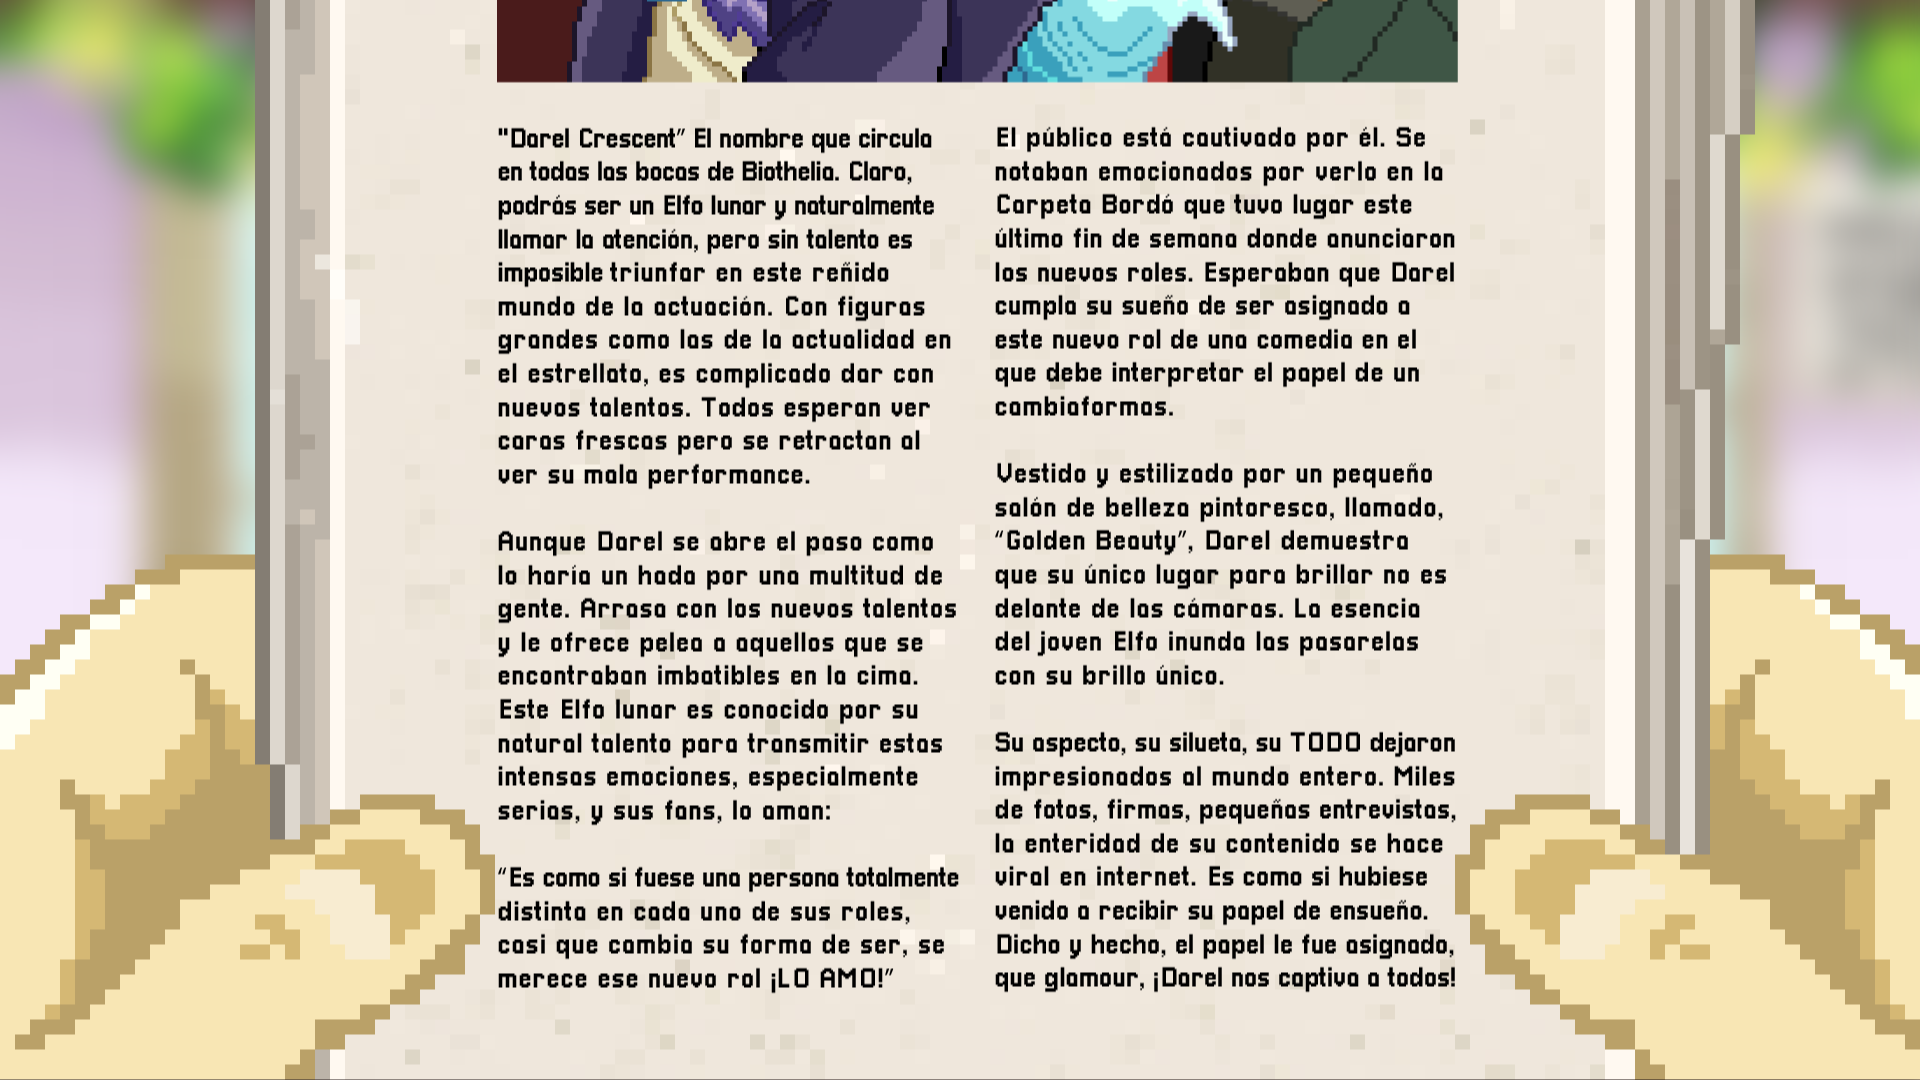 "Darel Crescent" El nombre que circula
en todas las bocas de Biothelia. Claro,
podrás ser un Elfo lunar y naturalmente
llamar la atención, pero sin talento es
imposible triunfar en este reñido
mundo de la actuación. Con figuras
grandes como las de la actualidad en
el estrellato, es complicado dar con
nuevos talentos. Todos esperan ver
caras frescas pero se retractan al
ver su mala performance.
Aunque Darel se abre el paso como
lo haría un hada por una multitud de
gente. Arrasa con los nuevos talentos
y le ofrece pelea a aquellos que se
encontraban imbatibles en la cima.
Este Elfo lunar es conocido por su
natural talento para transmitir estas
intensas emociones, especialmente
serias, y sus fans, lo aman:
"Es como si fuese una persona totalmente
distinta en cada uno de sus roles,
casi que cambia su forma de ser, se
merece ese nuevo rol ¡LO AMO!"
El público está cautivado por él. Se
notaban emocionados por verlo en la
Carpeta Bordó que tuvo lugar este
último fin de semana donde anunciaron
los nuevos roles. Esperaban que Darel
cumpla su sueño de ser asignado a
este nuevo rol de una comedia en el
que debe interpretar el papel de un
cambiaformas.
Vestido y estilizado por un pequeño
salón de belleza pintoresco, llamado,
"Golden Beauty", Darel demuestra
que su único lugar para brillar no es
delante de las cámaras. La esencia
del joven Elfo inunda las pasarelas
con su brillo único.
Su aspecto, su silueta, su TODO dejaron
impresionados al mundo entero. Miles
de fotos, firmas, pequeñas entrevistas,
la enteridad de su contenido se hace
viral en internet. Es como si hubiese
venido a recibir su papel de ensueño.
Dicho y hecho, el papel le fue asignado,
que glamour, ¡Darel nos captiva a todos!